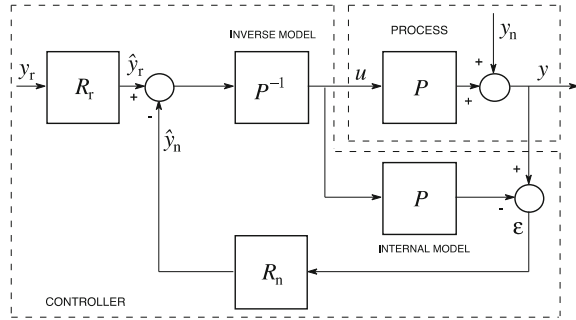 INVERSE MODEL
PROCESS
y_n
y_r
R_r
ŷ_r
+
-
P⁻¹
u
P
+
+
y
ŷ_n
P
+
-
ε
INTERNAL MODEL
R_n
CONTROLLER